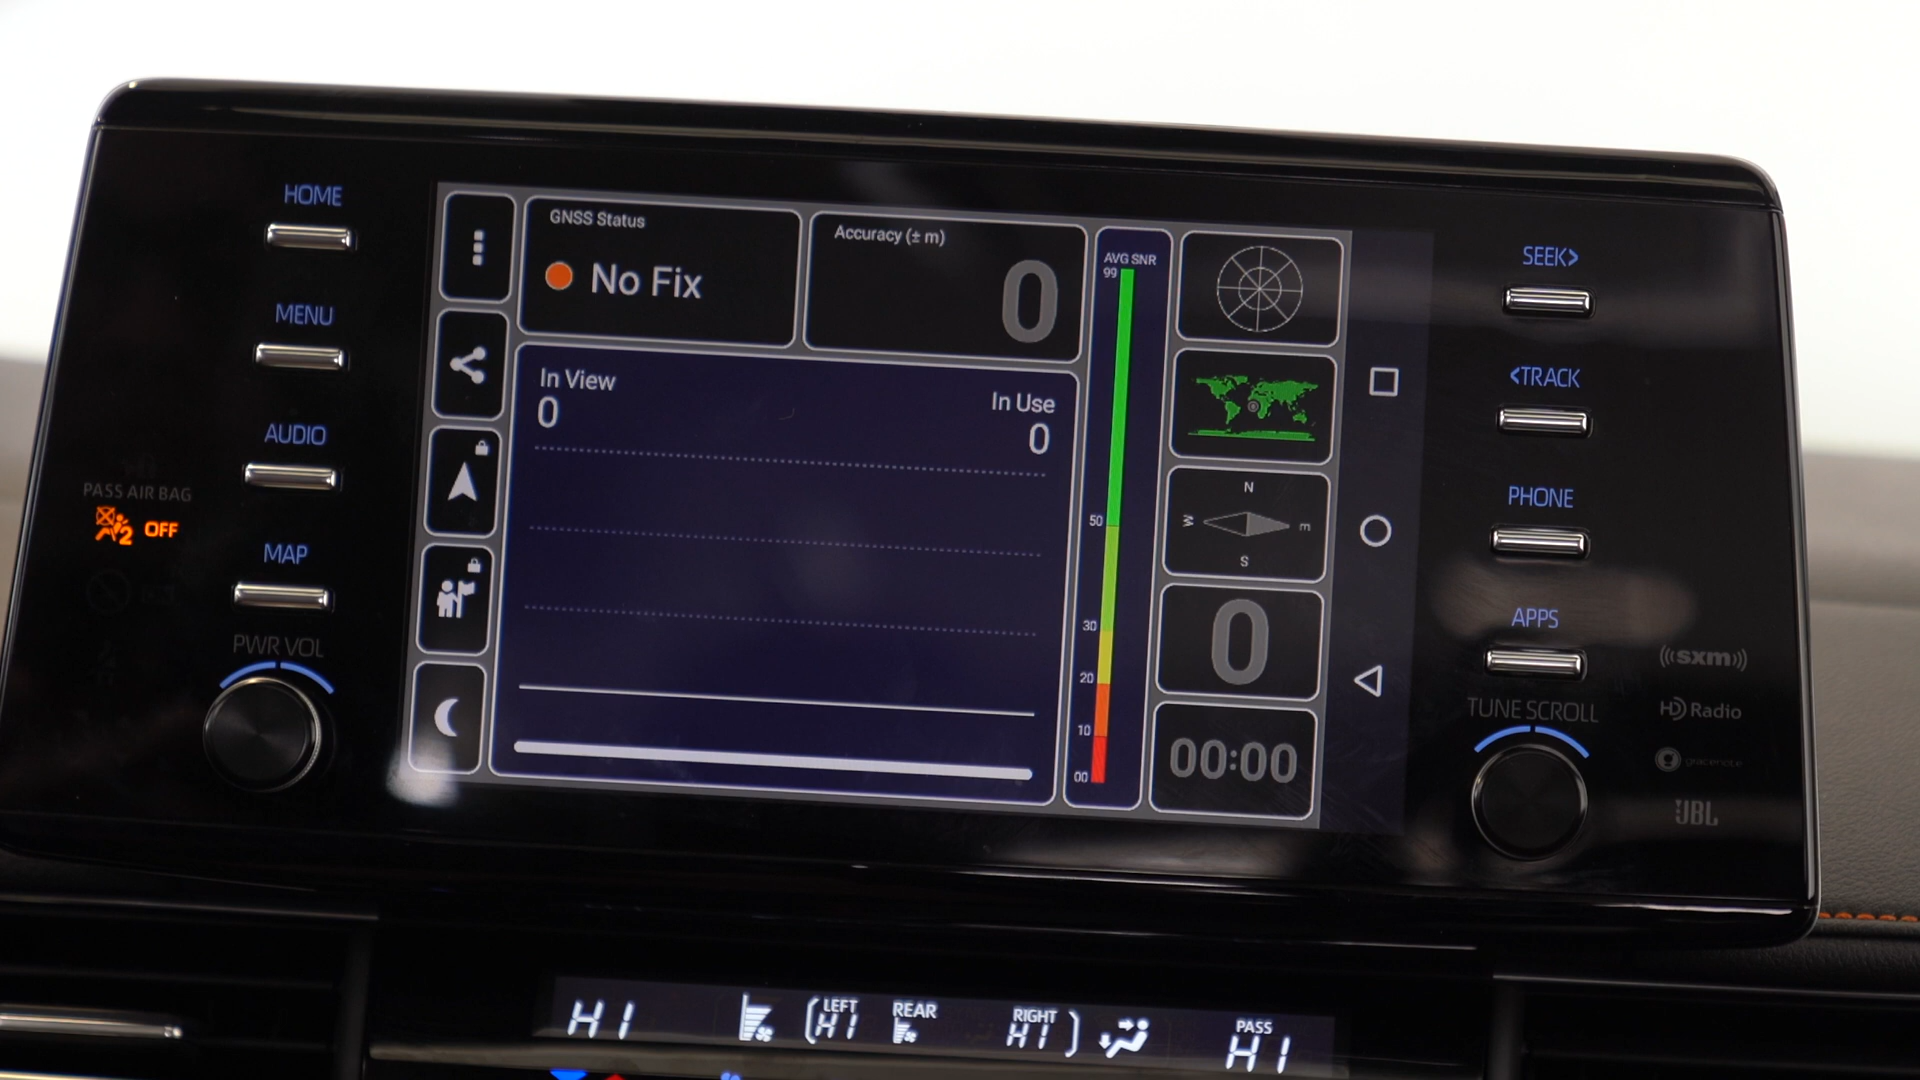 HOME
MENU
AUDIO
PASS AIR BAG
2 OFF
MAP
PWR VOL
GNSS Status
No Fix
Accuracy (± m)
0
In View
0
In Use
0
AVG SNR
99
50
30
20
10
00
N
W E
S
0
00:00
SEEK>
<TRACK
PHONE
APPS
TUNE SCROLL
((sxm))
HD Radio
gracenote
JBL
HI
LEFT
HI
REAR
RIGHT
HI
PASS
HI